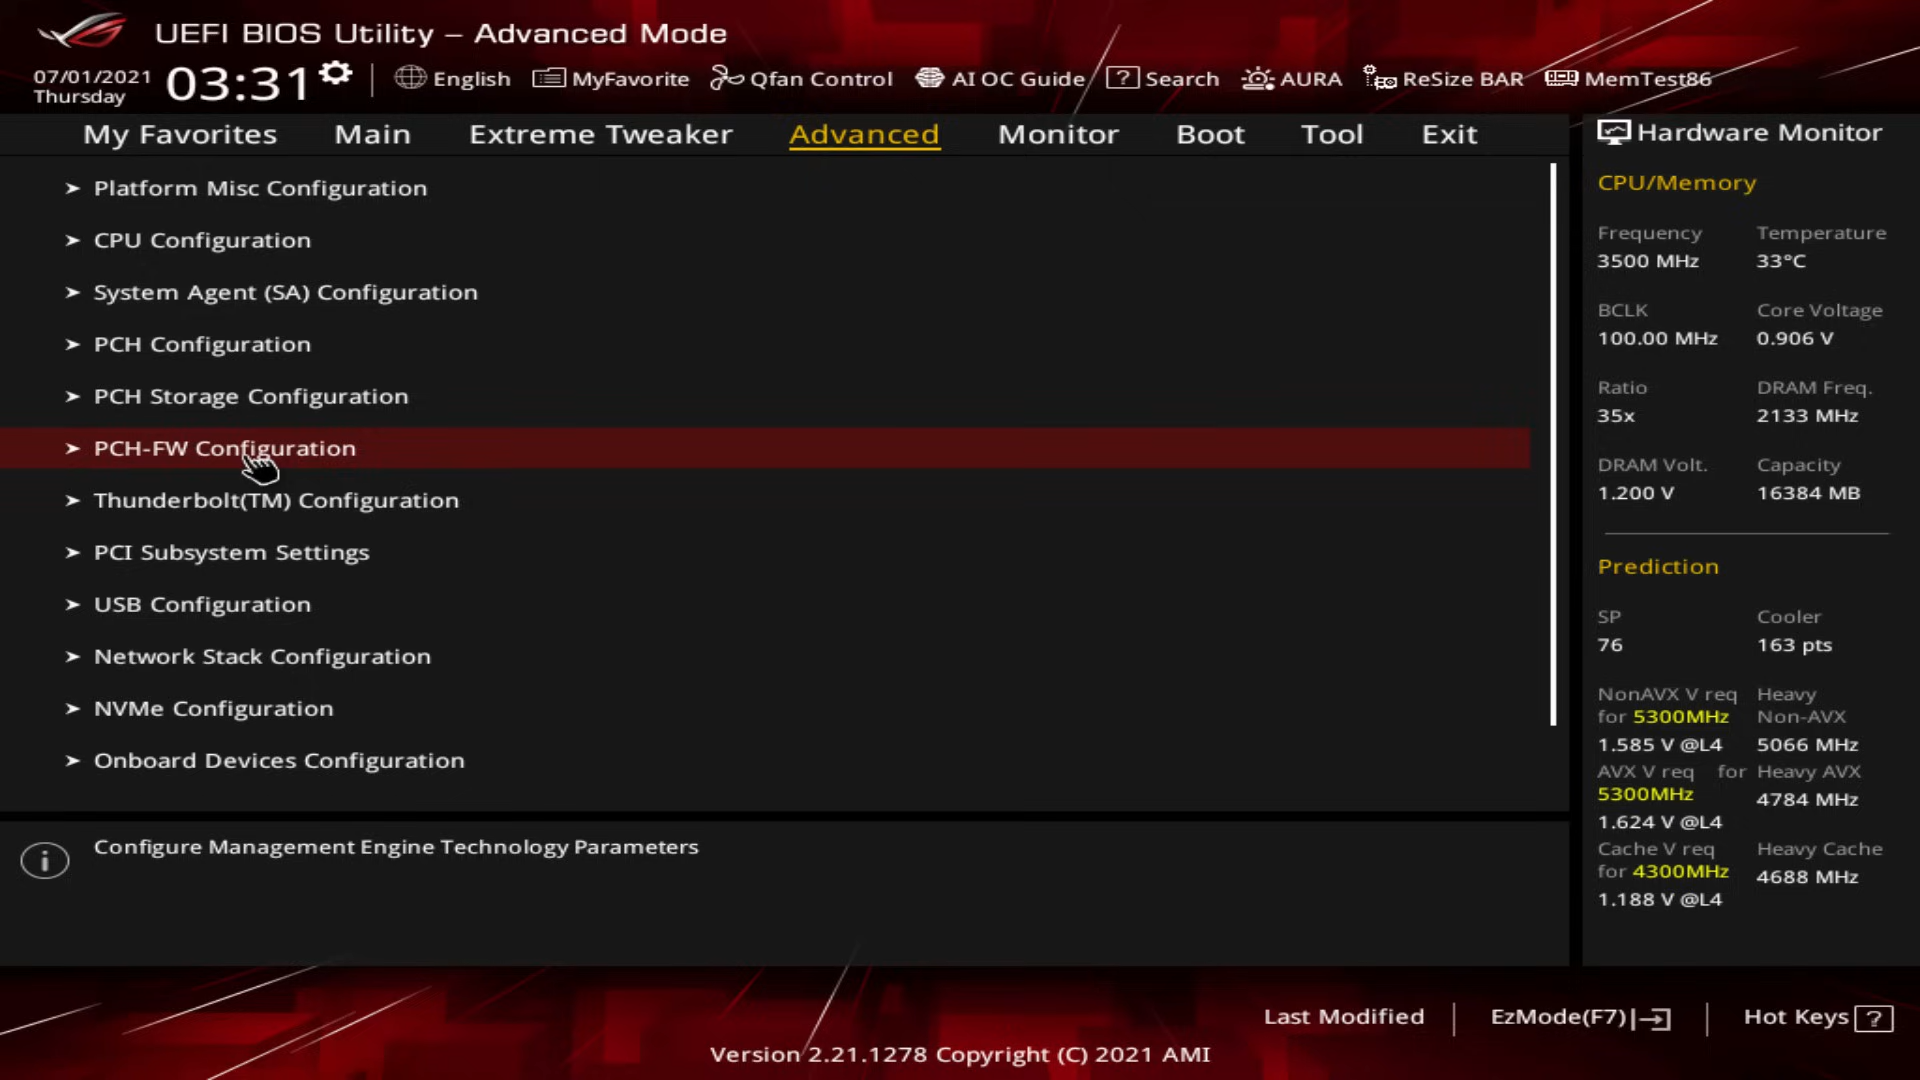 UEFI BIOS Utility – Advanced Mode
07/01/2021
Thursday
03:31
English
MyFavorite
Qfan Control
AI OC Guide
? Search
AURA
ReSize BAR
MemTest86
My Favorites
Main
Extreme Tweaker
Advanced
Monitor
Boot
Tool
Exit
Platform Misc Configuration
CPU Configuration
System Agent (SA) Configuration
PCH Configuration
PCH Storage Configuration
PCH-FW Configuration
Thunderbolt(TM) Configuration
PCI Subsystem Settings
USB Configuration
Network Stack Configuration
NVMe Configuration
Onboard Devices Configuration
i Configure Management Engine Technology Parameters
Hardware Monitor
CPU/Memory
Frequency Temperature
3500 MHz 33°C
BCLK Core Voltage
100.00 MHz 0.906 V
Ratio DRAM Freq.
35x 2133 MHz
DRAM Volt. Capacity
1.200 V 16384 MB
Prediction
SP Cooler
76 163 pts
NonAVX V req Heavy
for 5300MHz Non-AVX
1.585 V @L4 5066 MHz
AVX V req for Heavy AVX
5300MHz 4784 MHz
1.624 V @L4
Cache V req Heavy Cache
for 4300MHz 4688 MHz
1.188 V @L4
Last Modified
EzMode(F7)
Hot Keys ?
Version 2.21.1278 Copyright (C) 2021 AMI